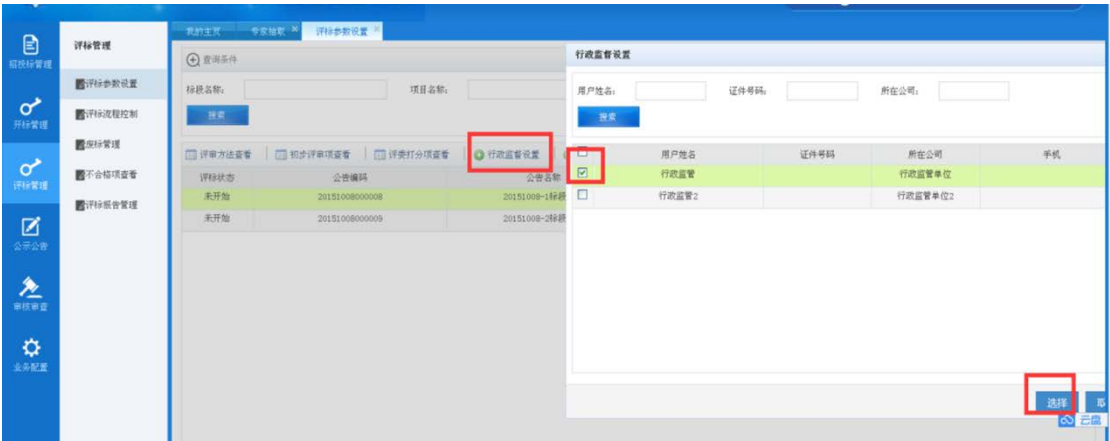 我的主页
专家抽取
评标参数设置
招投标管理
开标管理
评标管理
公示公告
审核审查
业务配置
评标管理
评标参数设置
评标流程控制
废标管理
不合格项查看
评标报告管理
查询条件
标段名称:
项目名称:
搜索
评审方法查看
初步评审项查看
评委打分项查看
行政监督设置
评标状态 公告编码 公告名称
未开始 20151008000008 20151008-1标段
未开始 20151008000009 20151008-2标段
行政监督设置
用户姓名: 证件号码: 所在公司:
搜索
用户姓名 证件号码 所在公司 手机
行政监管 行政监管单位
行政监管2 行政监管单位2
选择
云盘